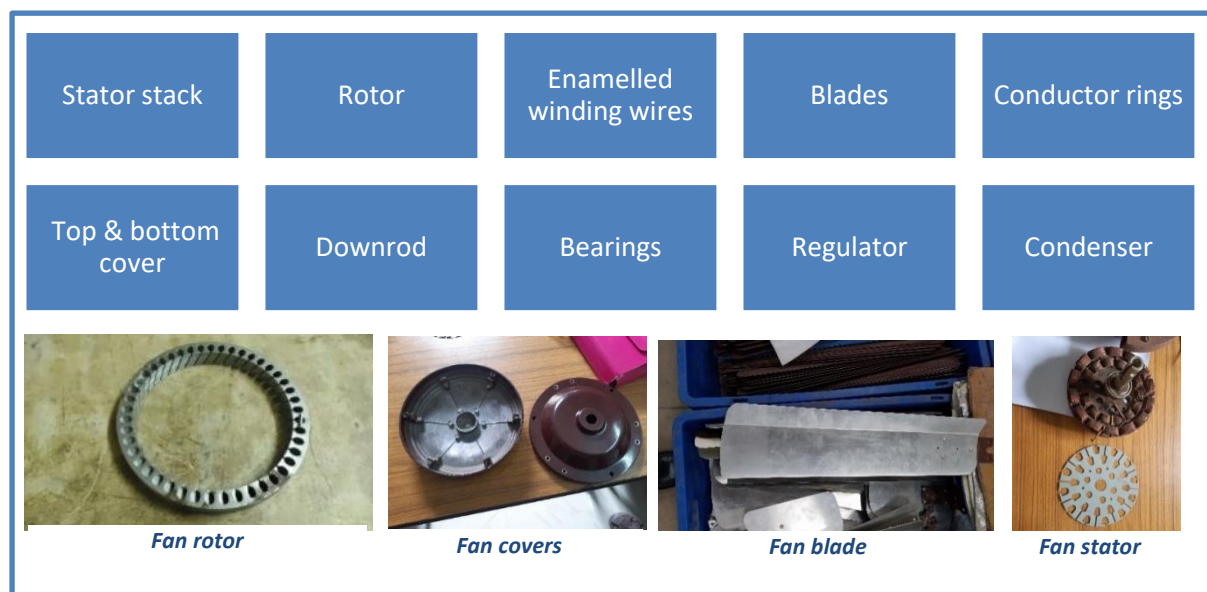 Stator stack
Rotor
Enamelled
winding wires
Blades
Conductor rings
Top & bottom
cover
Downrod
Bearings
Regulator
Condenser
Fan rotor
Fan covers
Fan blade
Fan stator